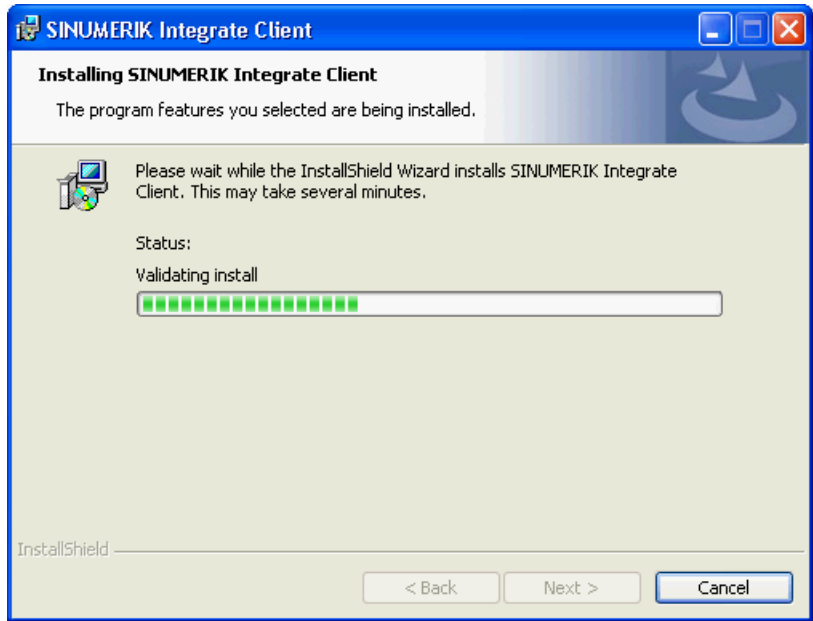 SINUMERIK Integrate Client
Installing SINUMERIK Integrate Client
The program features you selected are being installed.
Please wait while the InstallShield Wizard installs SINUMERIK Integrate
Client. This may take several minutes.
Status:
Validating install
InstallShield
< Back Next > Cancel